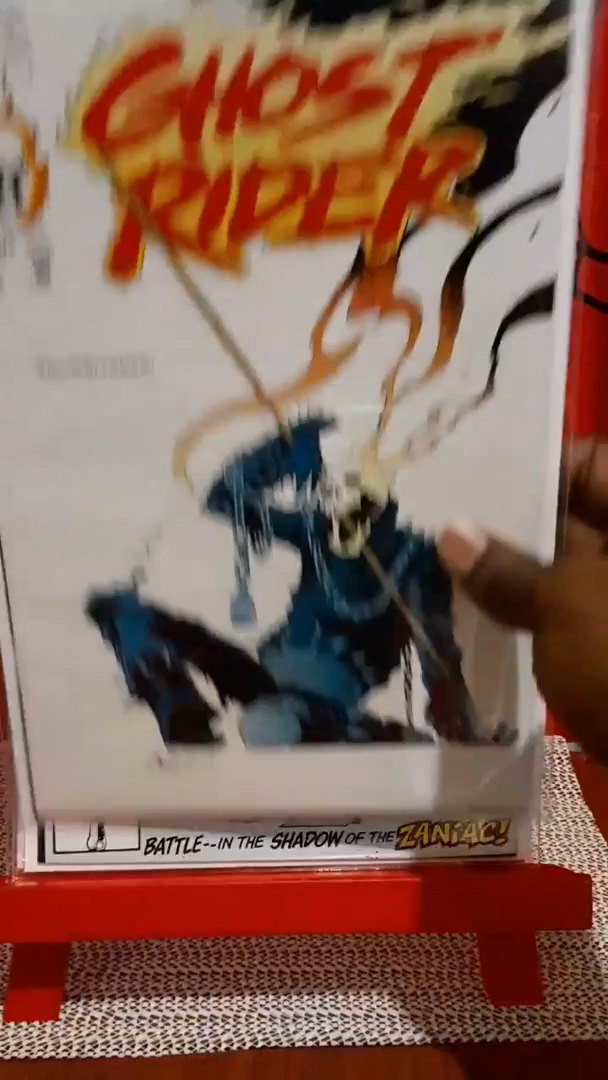 GHOST
RIDER
BATTLE--IN THE SHADOW OF THE ZANIAC!